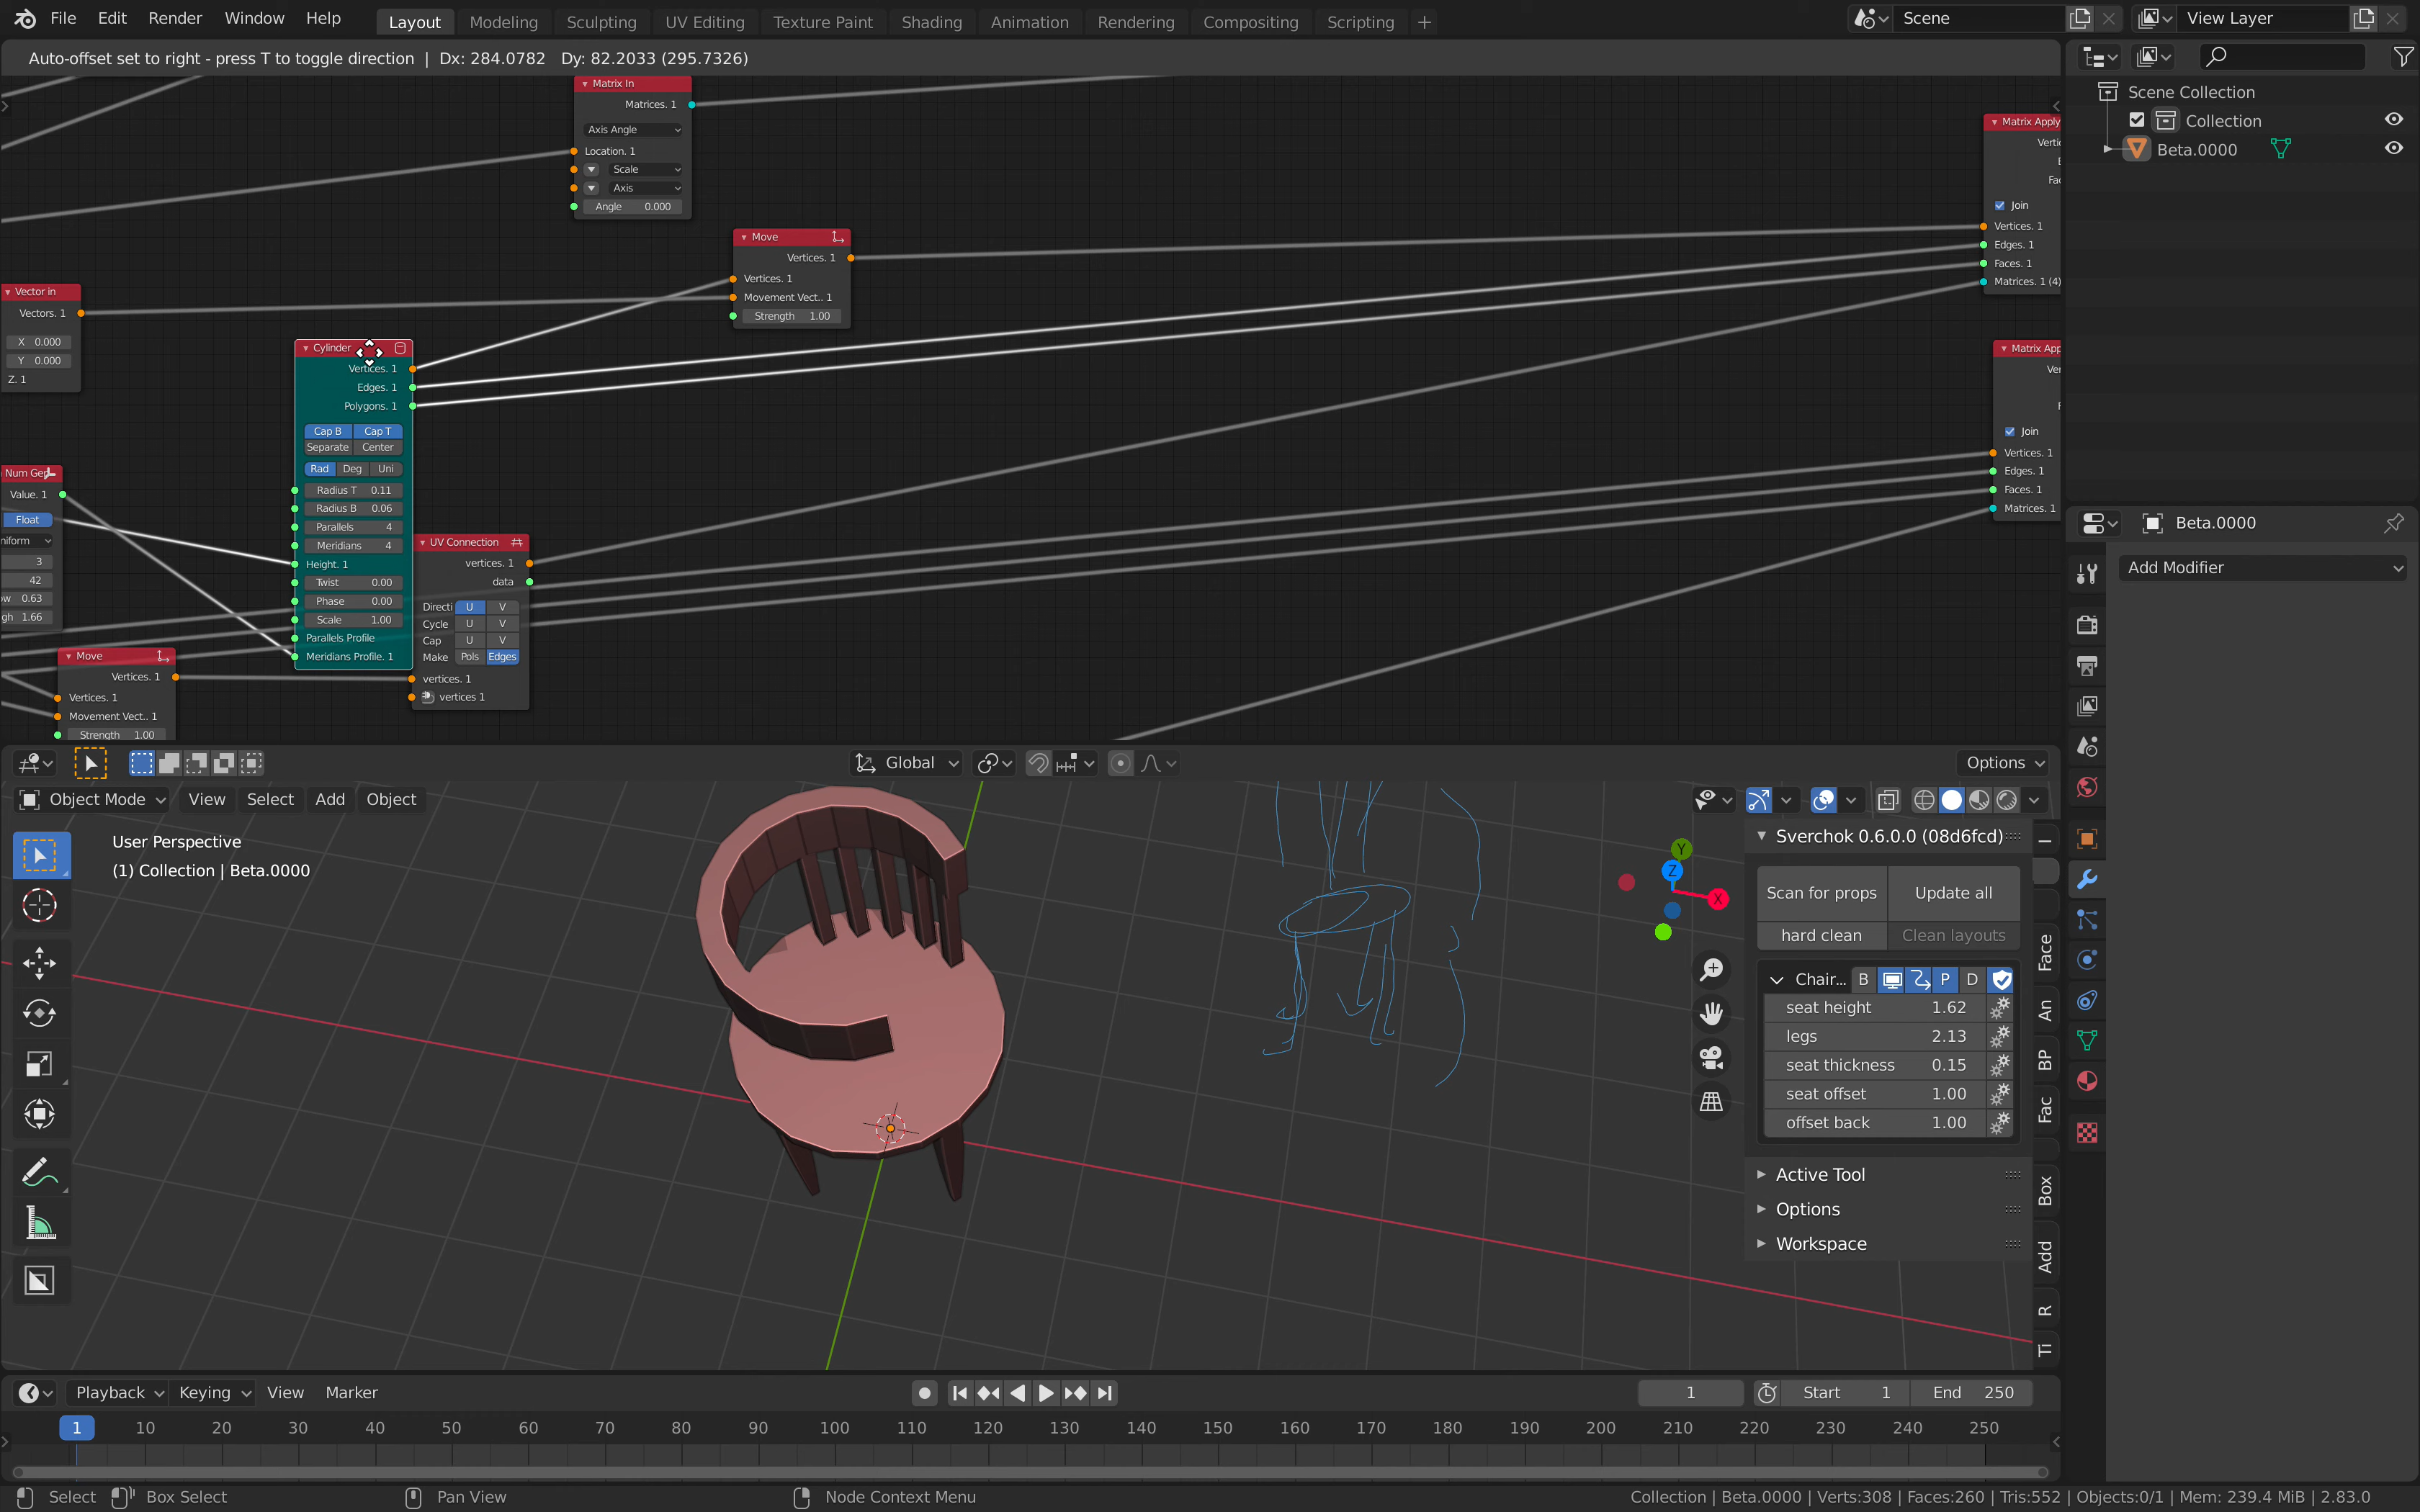 File Edit Render Window Help Layout Modeling Sculpting UV Editing Texture Paint Shading Animation Rendering Compositing Scripting + Scene View Layer
Auto-offset set to right - press T to toggle direction | Dx: 284.0782 Dy: 82.2033 (295.7326)
Matrix In
Matrices. 1
Axis Angle
Location. 1
Scale
Axis
Angle 0.000
Move
Vertices. 1
Vertices. 1
Movement Vect.. 1
Strength 1.00
Vector in
Vectors. 1
X 0.000
Y 0.000
Z. 1
Cylinder
Vertices. 1
Edges. 1
Polygons. 1
Cap B Cap T
Separate Center
Rad Deg Uni
Radius T 0.11
Radius B 0.06
Parallels 4
Meridians 4
Height. 1
Twist 0.00
Phase 0.00
Scale 1.00
Parallels Profile
Meridians Profile. 1
Num Gen
Value. 1
Float
niform
3
42
ow 0.63
gh 1.66
Move
Vertices. 1
Vertices. 1
Movement Vect.. 1
Strength 1.00
UV Connection
vertices. 1
data
Directi U V
Cycle U V
Cap U V
Make Pols Edges
vertices. 1
vertices 1
Matrix Apply
Vertic
E
Fac
Join
Vertices. 1
Edges. 1
Faces. 1
Matrices. 1 (4)
Matrix App
Ve
F
Join
Vertices. 1
Edges. 1
Faces. 1
Matrices. 1
Scene Collection
Collection
Beta.0000
Beta.0000
Add Modifier
Global
Options
Object Mode View Select Add Object
User Perspective
(1) Collection | Beta.0000
Y
Z
X
Sverchok 0.6.0.0 (08d6fcd)
Scan for props Update all
hard clean Clean layouts
Chair... B P D
seat height 1.62
legs 2.13
seat thickness 0.15
seat offset 1.00
offset back 1.00
Active Tool
Options
Workspace
Face
An
BP
Fac
Box
Add
R
TI
Playback Keying View Marker 1 Start 1 End 250
1 10 20 30 40 50 60 70 80 90 100 110 120 130 140 150 160 170 180 190 200 210 220 230 240 250
Select Box Select Pan View Node Context Menu Collection | Beta.0000 | Verts:308 | Faces:260 | Tris:552 | Objects:0/1 | Mem: 239.4 MiB | 2.83.0